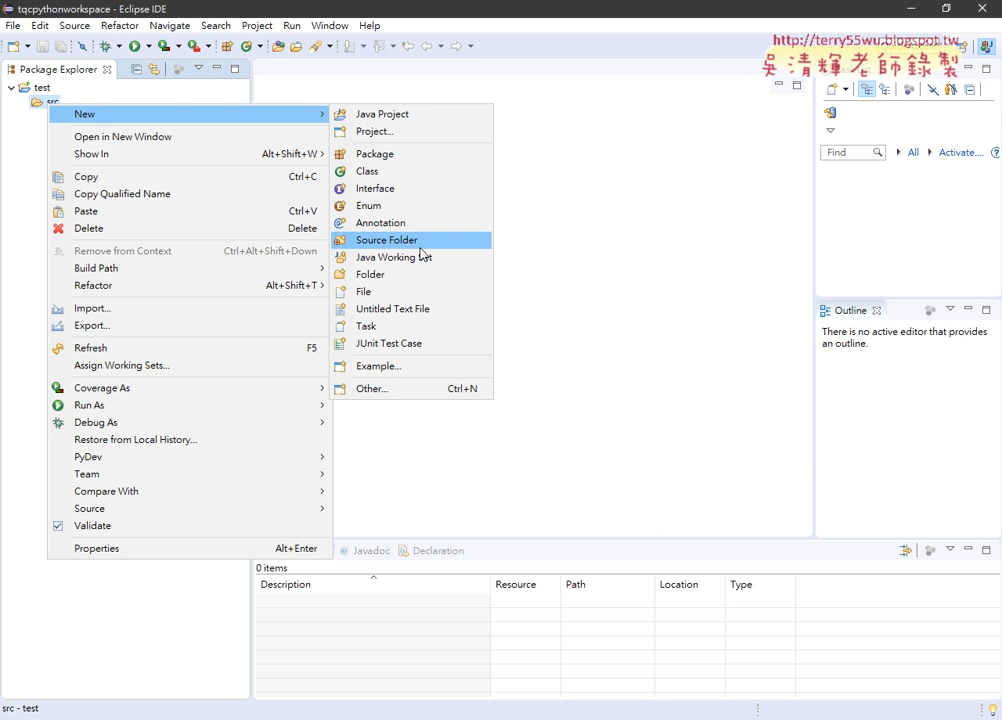 tqcpythonworkspace - Eclipse IDE
File Edit Source Refactor Navigate Search Project Run Window Help
http://terry55wu.blogspot.tw
吳清輝老師錄製
Package Explorer
test
src
New
Open in New Window
Show In Alt+Shift+W
Copy Ctrl+C
Copy Qualified Name
Paste Ctrl+V
Delete Delete
Remove from Context Ctrl+Alt+Shift+Down
Build Path
Refactor Alt+Shift+T
Import...
Export...
Refresh F5
Assign Working Sets...
Coverage As
Run As
Debug As
Restore from Local History...
PyDev
Team
Compare With
Source
Validate
Properties Alt+Enter
Java Project
Project...
Package
Class
Interface
Enum
Annotation
Source Folder
Java Working Set
Folder
File
Untitled Text File
Task
JUnit Test Case
Example...
Other... Ctrl+N
Find All Activate...
Outline
There is no active editor that provides
an outline.
Javadoc Declaration
0 items
Description Resource Path Location Type
src - test